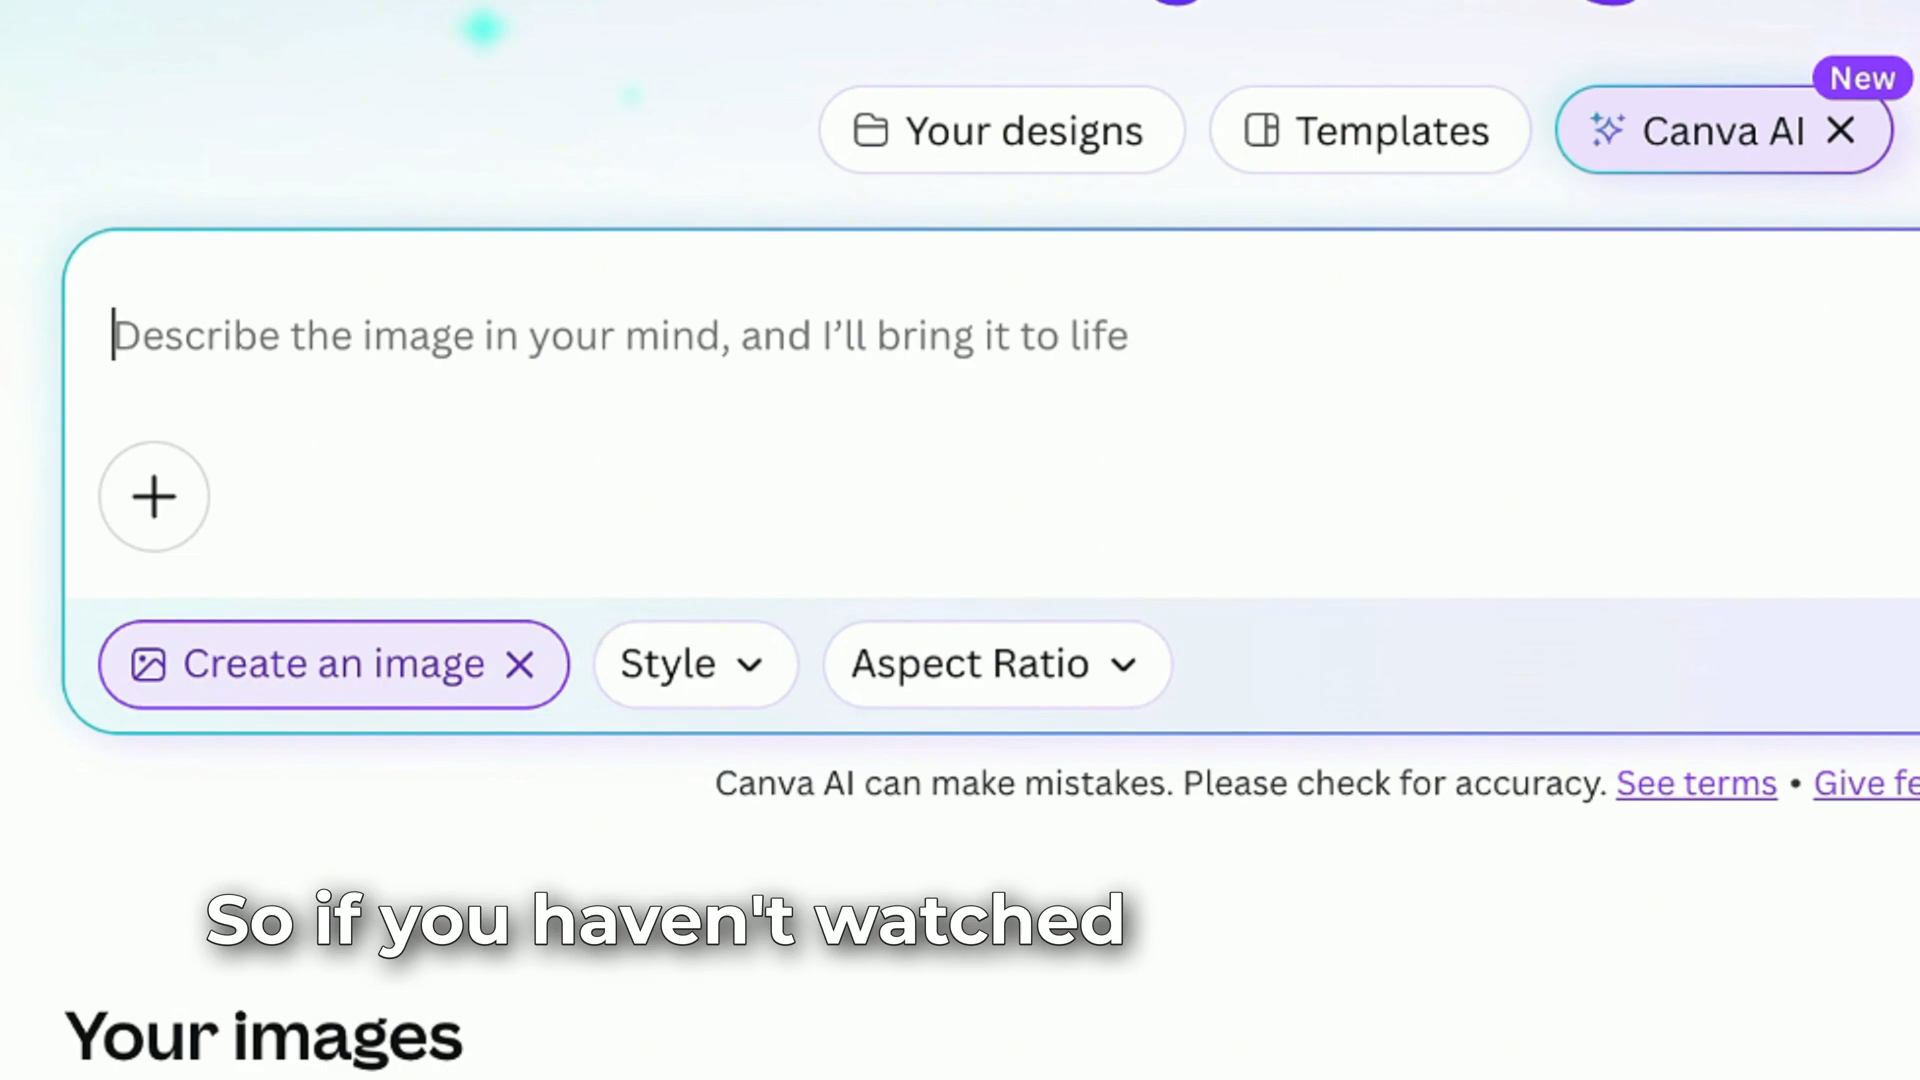 New
Your designs
Templates
Canva AI
Describe the image in your mind, and I'll bring it to life
Create an image
Style
Aspect Ratio
Canva AI can make mistakes. Please check for accuracy. See terms • Give
So if you haven't watched
Your images